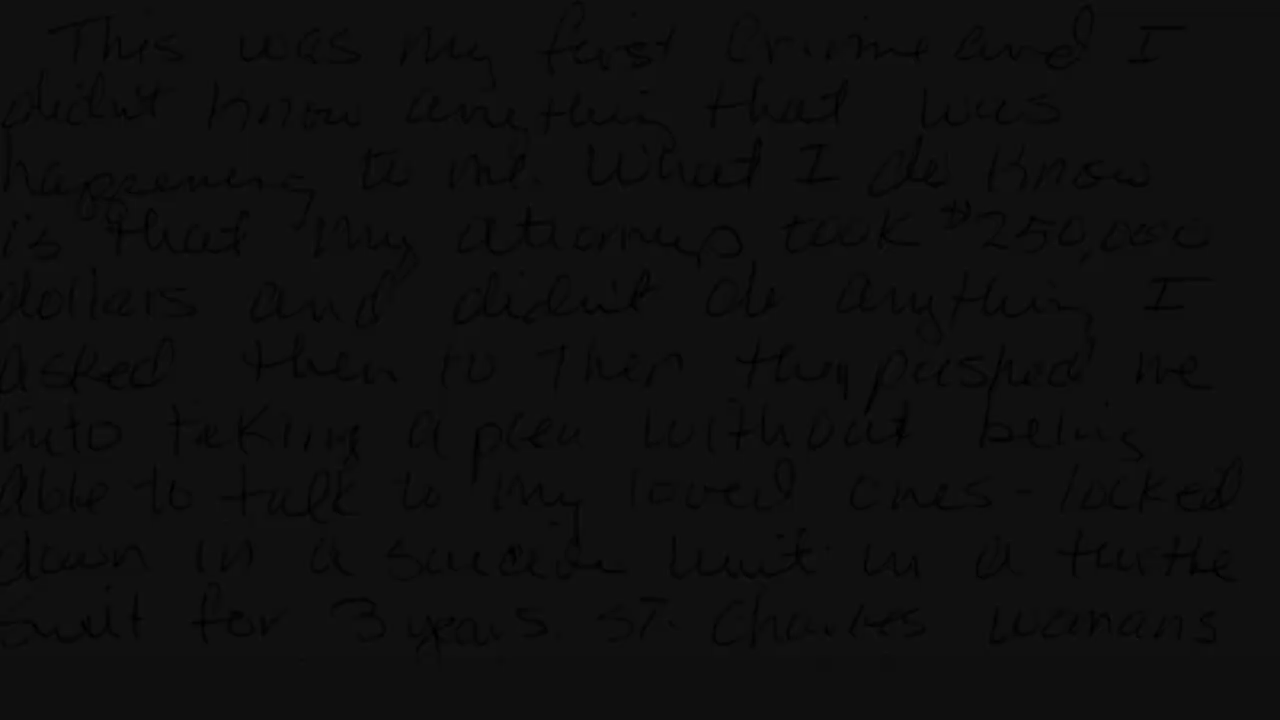 This was my first Crime and I
didn't know anything that was
happening to me. What I do know
is that my attorneys took $250,000
dollars and didn't do anything I
asked them to Then they pushed me
into taking a plea without being
Able to talk to my loved ones - locked
down in a suicide unit in a turtle
suit for 3 years. ST. Charles womans